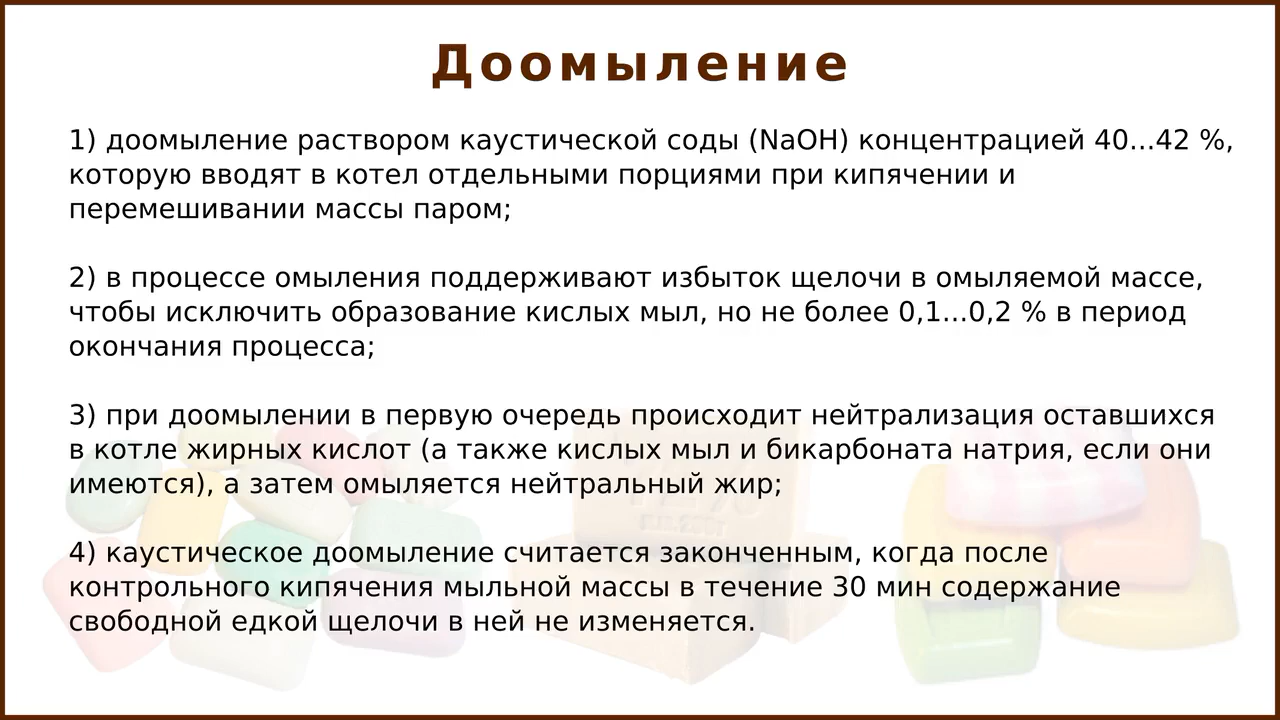 Доомыление
1) доомыление раствором каустической соды (NaOH) концентрацией 40...42 %,
которую вводят в котел отдельными порциями при кипячении и
перемешивании массы паром;
2) в процессе омыления поддерживают избыток щелочи в омыляемой массе,
чтобы исключить образование кислых мыл, но не более 0,1...0,2 % в период
окончания процесса;
3) при доомылении в первую очередь происходит нейтрализация оставшихся
в котле жирных кислот (а также кислых мыл и бикарбоната натрия, если они
имеются), а затем омыляется нейтральный жир;
4) каустическое доомыление считается законченным, когда после
контрольного кипячения мыльной массы в течение 30 мин содержание
свободной едкой щелочи в ней не изменяется.